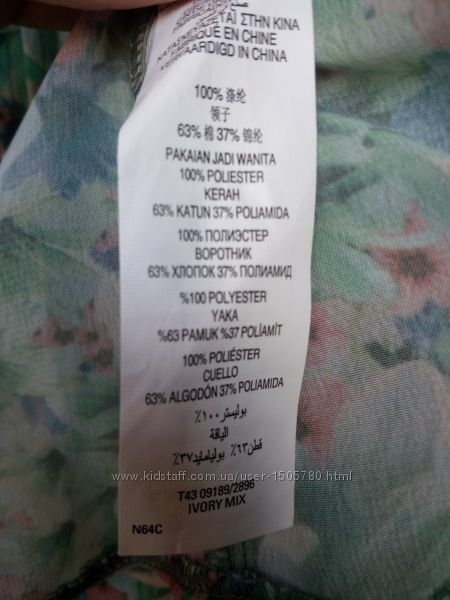 ΣΤΗΝ ΚΙΝΑ
EN CHINE
VERVAARDIGD IN CHINA
100% 涤纶
领子
63% 棉 37% 锦纶
PAKAIAN JADI WANITA
100% POLIESTER
KERAH
63% KATUN 37% POLIAMIDA
100% ПОЛИЭСТЕР
ВОРОТНИК
63% ХЛОПОК 37% ПОЛИАМИД
%100 POLYESTER
YAKA
%63 PAMUK %37 POLİAMİT
100% POLIÉSTER
CUELLO
63% ALGODÓN 37% POLIAMIDA
بوليستر ١٠٠٪
الياقة
قطن ٦٣٪ بوليامايد ٣٧٪
www.kidstaff.com.ua/user-1505780.html
T43 09189/2896
IVORY MIX
N64C